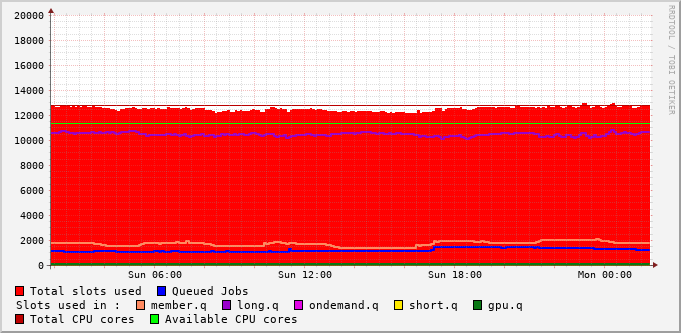 20000
18000
16000
14000
12000
10000
8000
6000
4000
2000
0
Sun 06:00 Sun 12:00 Sun 18:00 Mon 00:00
RRDTOOL / TOBI OETIKER
Total slots used Queued Jobs
Slots used in : member.q long.q ondemand.q short.q gpu.q
Total CPU cores Available CPU cores